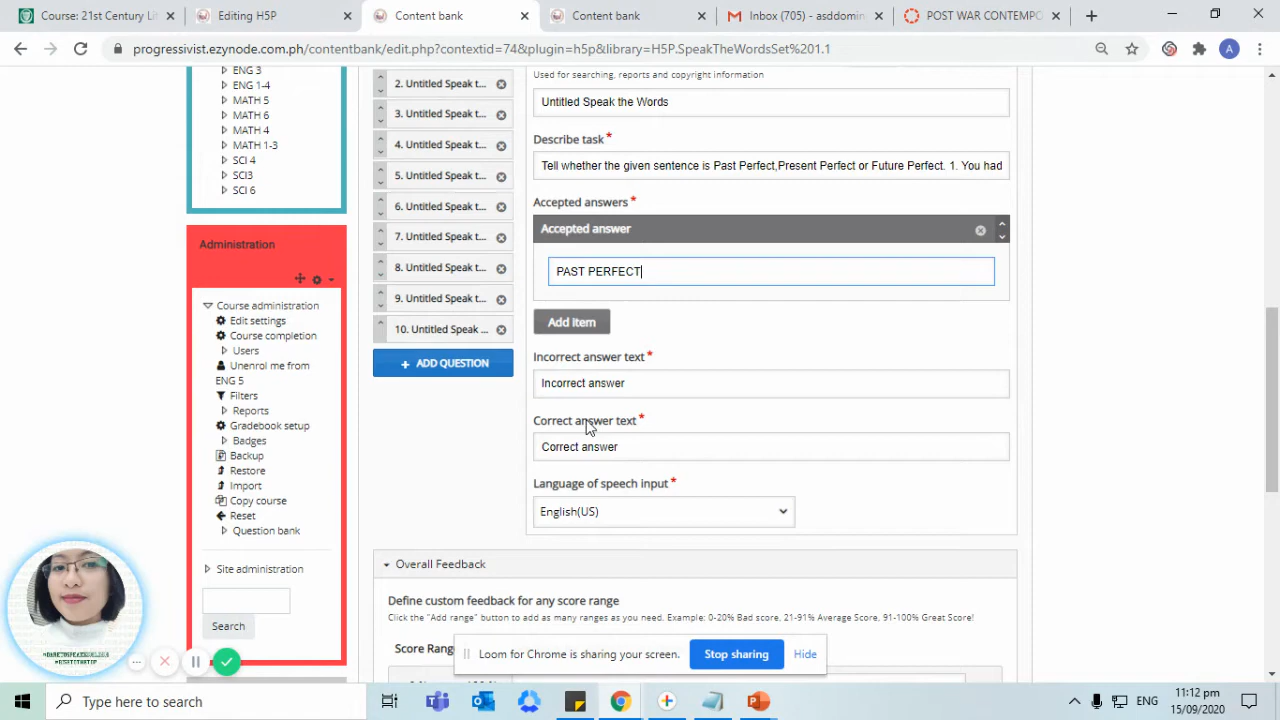 Course: 21st Century Lit
Editing H5P
Content bank
Content bank
Inbox (705) - asddomin
POST WAR CONTEMPO
progressivist.ezynode.com.ph/contentbank/edit.php?contextid=74&plugin=h5p&library=H5P.SpeakTheWordsSet%201.1
A
ENG 3
ENG 1-4
MATH 5
MATH 6
MATH 4
MATH 1-3
SCI 4
SCI3
SCI 6
Administration
Course administration
Edit settings
Course completion
Users
Unenrol me from
ENG 5
Filters
Reports
Gradebook setup
Badges
Backup
Restore
Import
Copy course
Reset
Question bank
Site administration
Search
2. Untitled Speak t...
3. Untitled Speak t...
4. Untitled Speak t...
5. Untitled Speak t...
6. Untitled Speak t...
7. Untitled Speak t...
8. Untitled Speak t...
9. Untitled Speak t...
10. Untitled Speak ...
+ ADD QUESTION
Used for searching, reports and copyright information
Untitled Speak the Words
Describe task *
Tell whether the given sentence is Past Perfect,Present Perfect or Future Perfect. 1. You had
Accepted answers *
Accepted answer
PAST PERFECT
Add item
Incorrect answer text *
Incorrect answer
Correct answer text *
Correct answer
Language of speech input *
English(US)
Overall Feedback
Define custom feedback for any score range
Click the "Add range" button to add as many ranges as you need. Example: 0-20% Bad score, 21-91% Average Score, 91-100% Great Score!
Score Rang
Loom for Chrome is sharing your screen.
Stop sharing
Hide
Type here to search
ENG
11:12 pm
15/09/2020